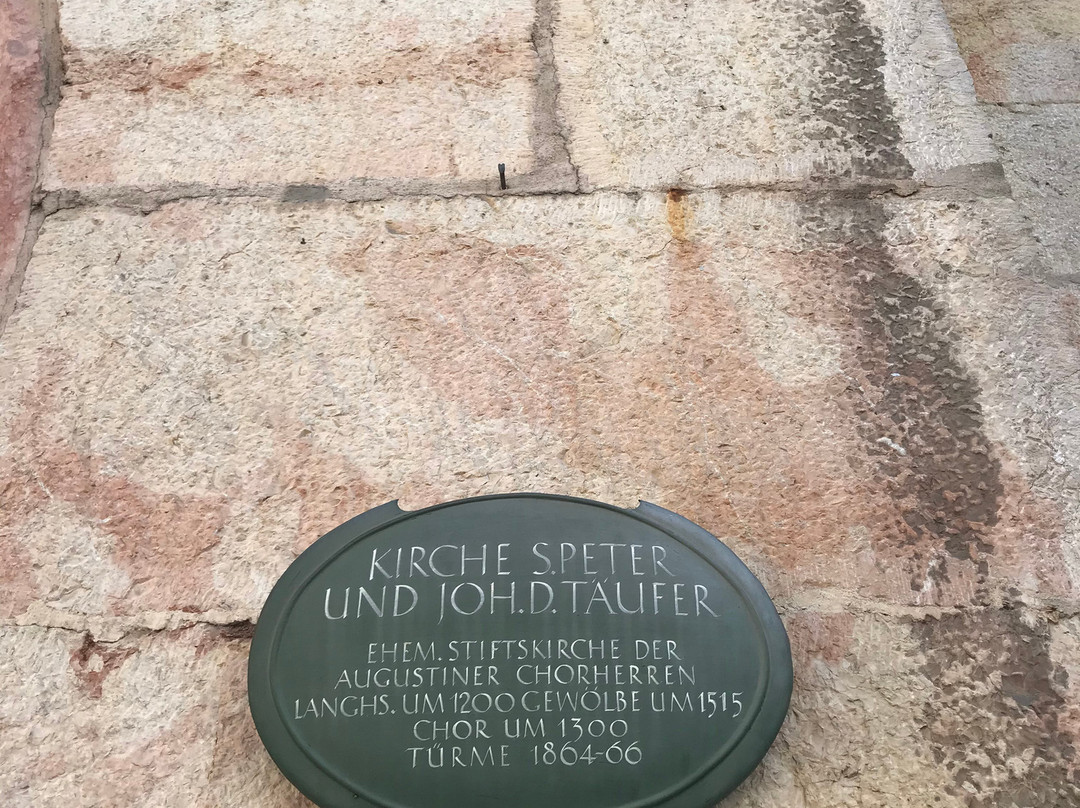 KIRCHE S.PETER
UND JOH.D.TÄUFER
EHEM.STIFTSKIRCHE DER
AUGUSTINER CHORHERREN
LANGHS. UM 1200 GEWÖLBE UM 1515
CHOR UM 1300
TÜRME 1864-66